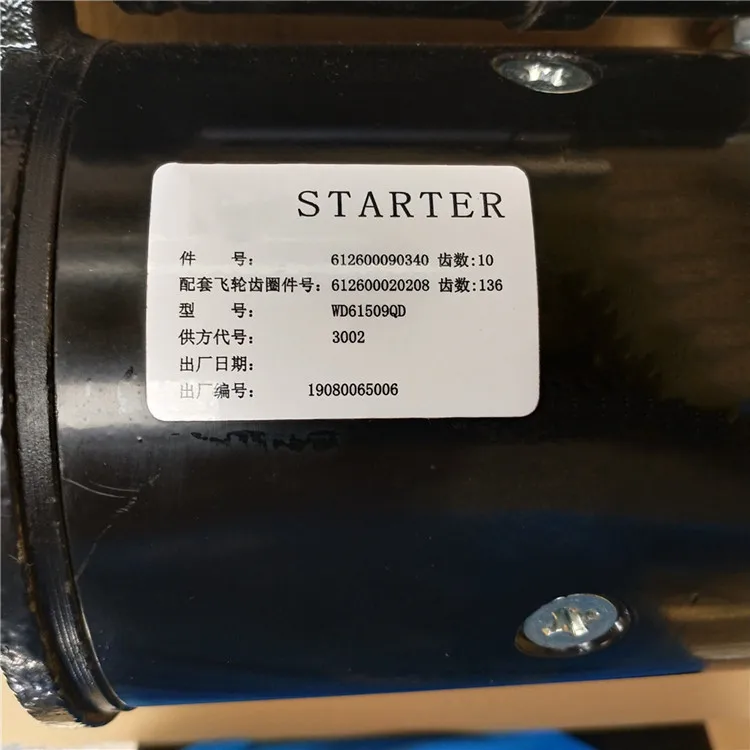 STARTER
件 号: 612600090340 齿数:10
配套飞轮齿圈件号: 612600020208 齿数:136
型 号: WD61509QD
供方代号: 3002
出厂日期:
出厂编号: 19080065006